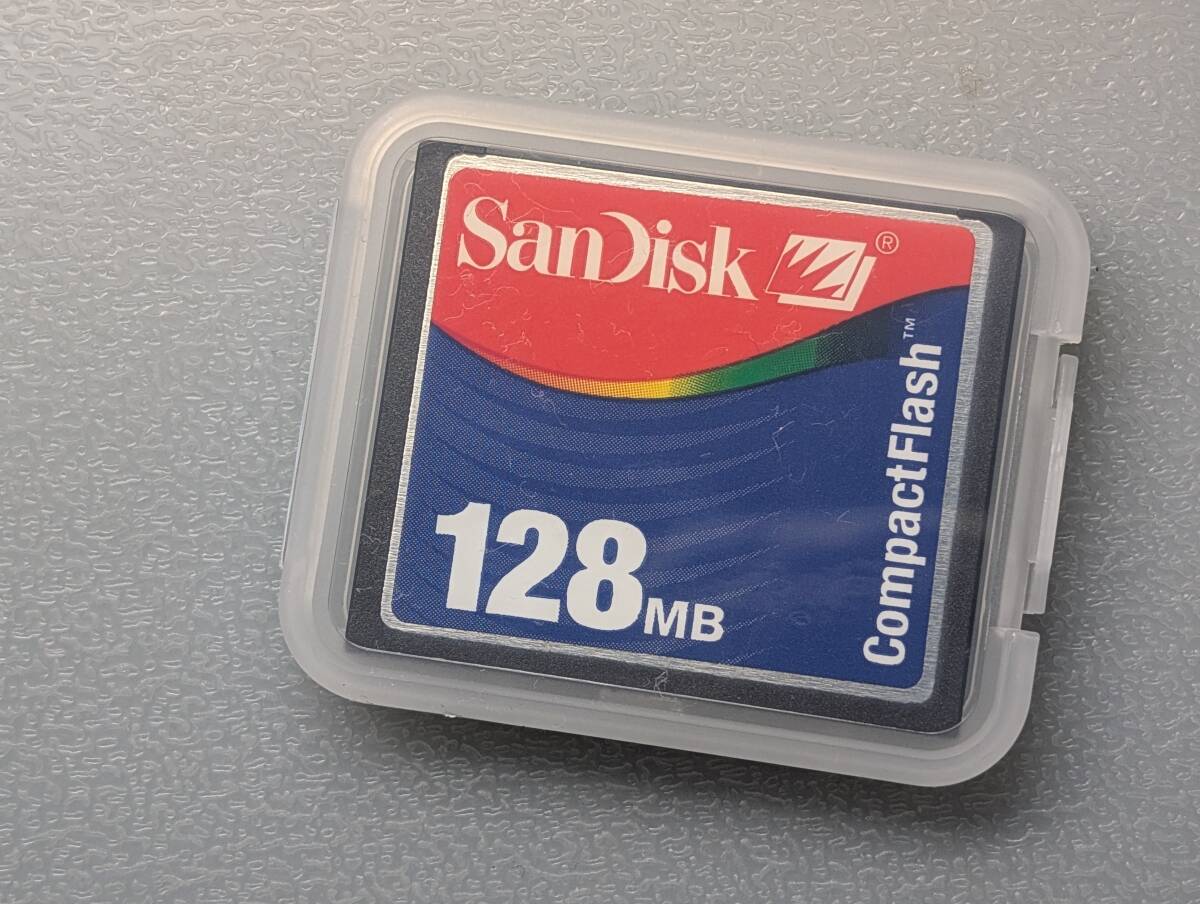 SanDisk ®
CompactFlash™
128MB